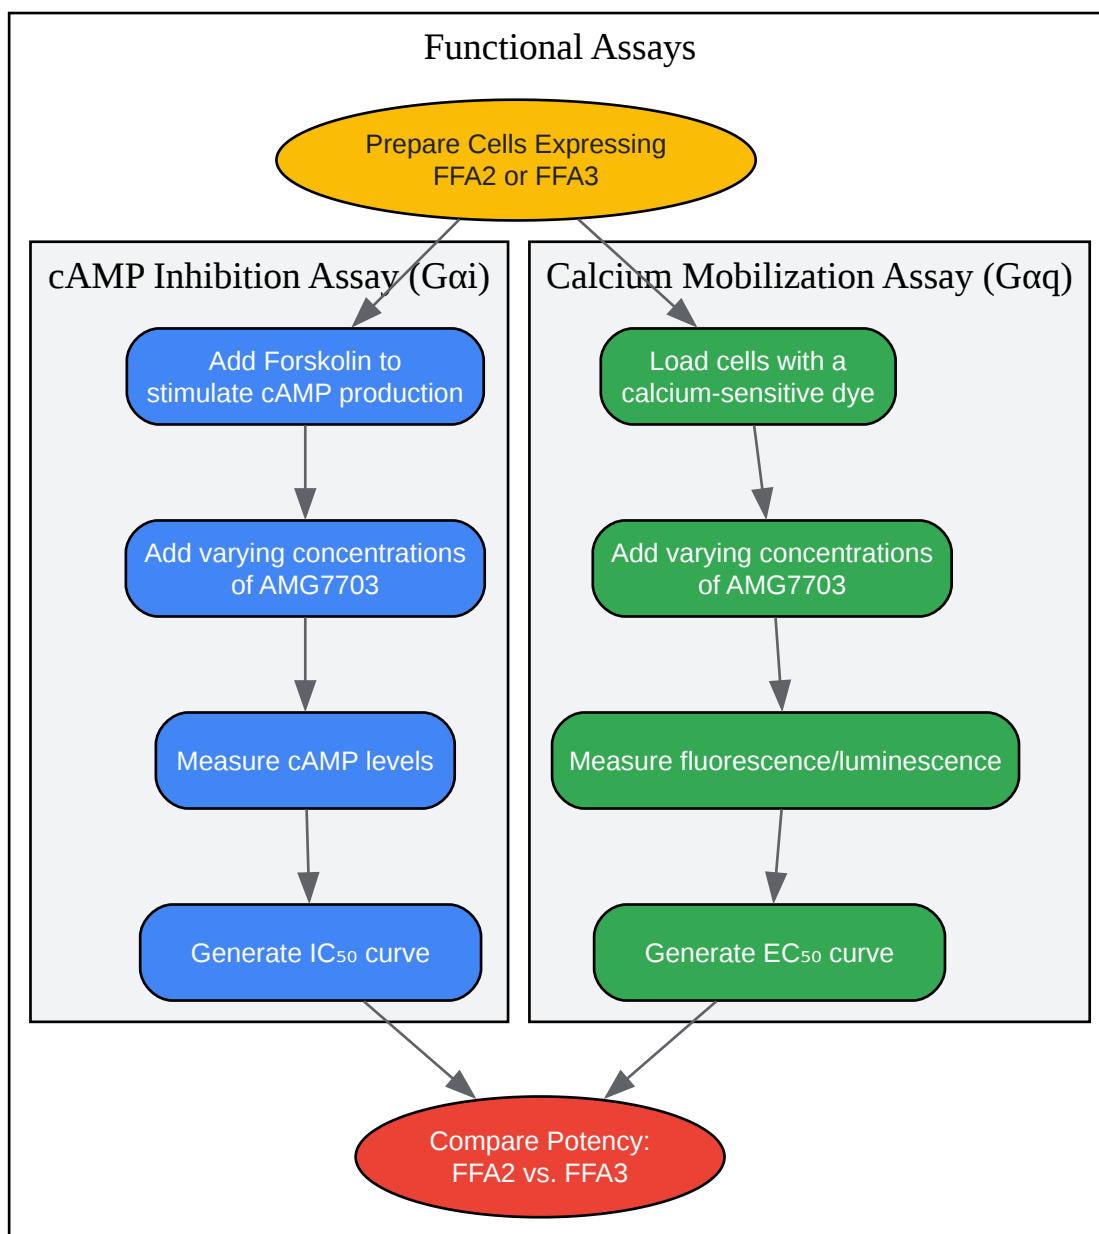 Functional Assays
Prepare Cells Expressing
FFA2 or FFA3
cAMP Inhibition Assay (Gαi)
Add Forskolin to
stimulate cAMP production
Add varying concentrations
of AMG7703
Measure cAMP levels
Generate IC₅₀ curve
Calcium Mobilization Assay (Gαq)
Load cells with a
calcium-sensitive dye
Add varying concentrations
of AMG7703
Measure fluorescence/luminescence
Generate EC₅₀ curve
Compare Potency:
FFA2 vs. FFA3